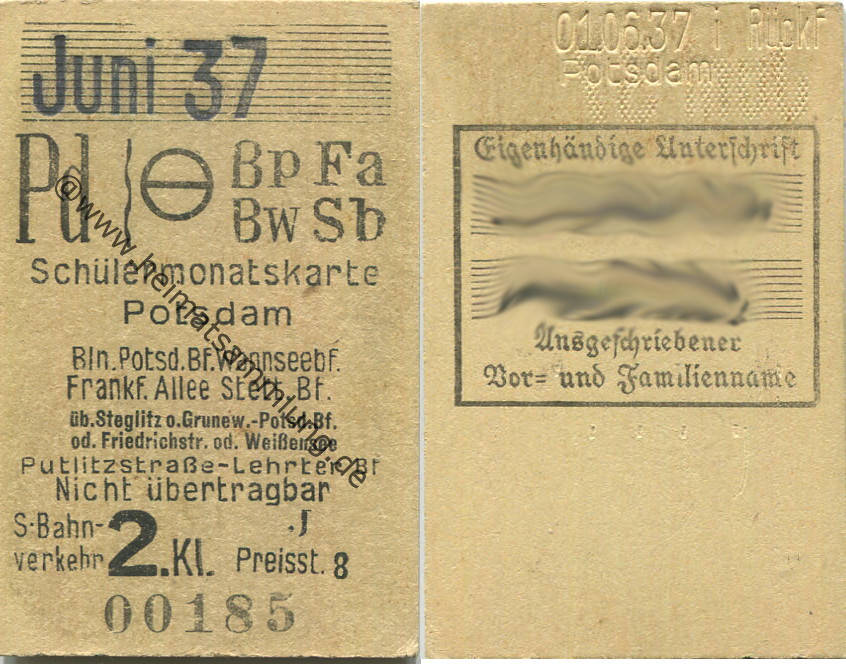 Juni 37
Pd Bp Fa
Bw Sb
Schülermonatskarte
Potsdam
Bln.Potsd.Bf.Wannseebf.
Frankf. Allee Stett. Bf.
üb.Steglitz o.Grunew.-Potsd.Bf.
od. Friedrichstr. od. Weißensee
Putlitzstraße-Lehrter Bf
Nicht übertragbar
S-Bahn-
verkehr 2.Kl. Preisst. 8
.J
00185
@www.heimatsammlung.de
01.06.37 i Rückf
Potsdam
Eigenhändige Unterschrift
Ausgeschriebener
Vor= und Familienname